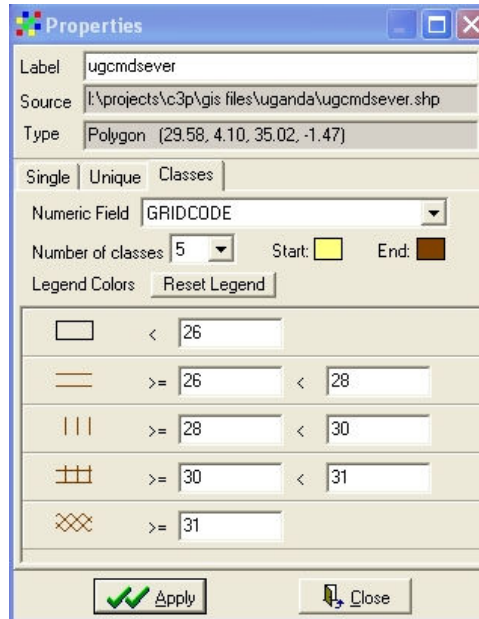 Properties
Label ugcmdsever
Source I:\projects\c3p\gis files\uganda\ugcmdsever.shp
Type Polygon (29.58, 4.10, 35.02, -1.47)
Single Unique Classes
Numeric Field GRIDCODE
Number of classes 5 Start: End:
Legend Colors Reset Legend
< 26
>= 26 < 28
>= 28 < 30
>= 30 < 31
>= 31
Apply Close